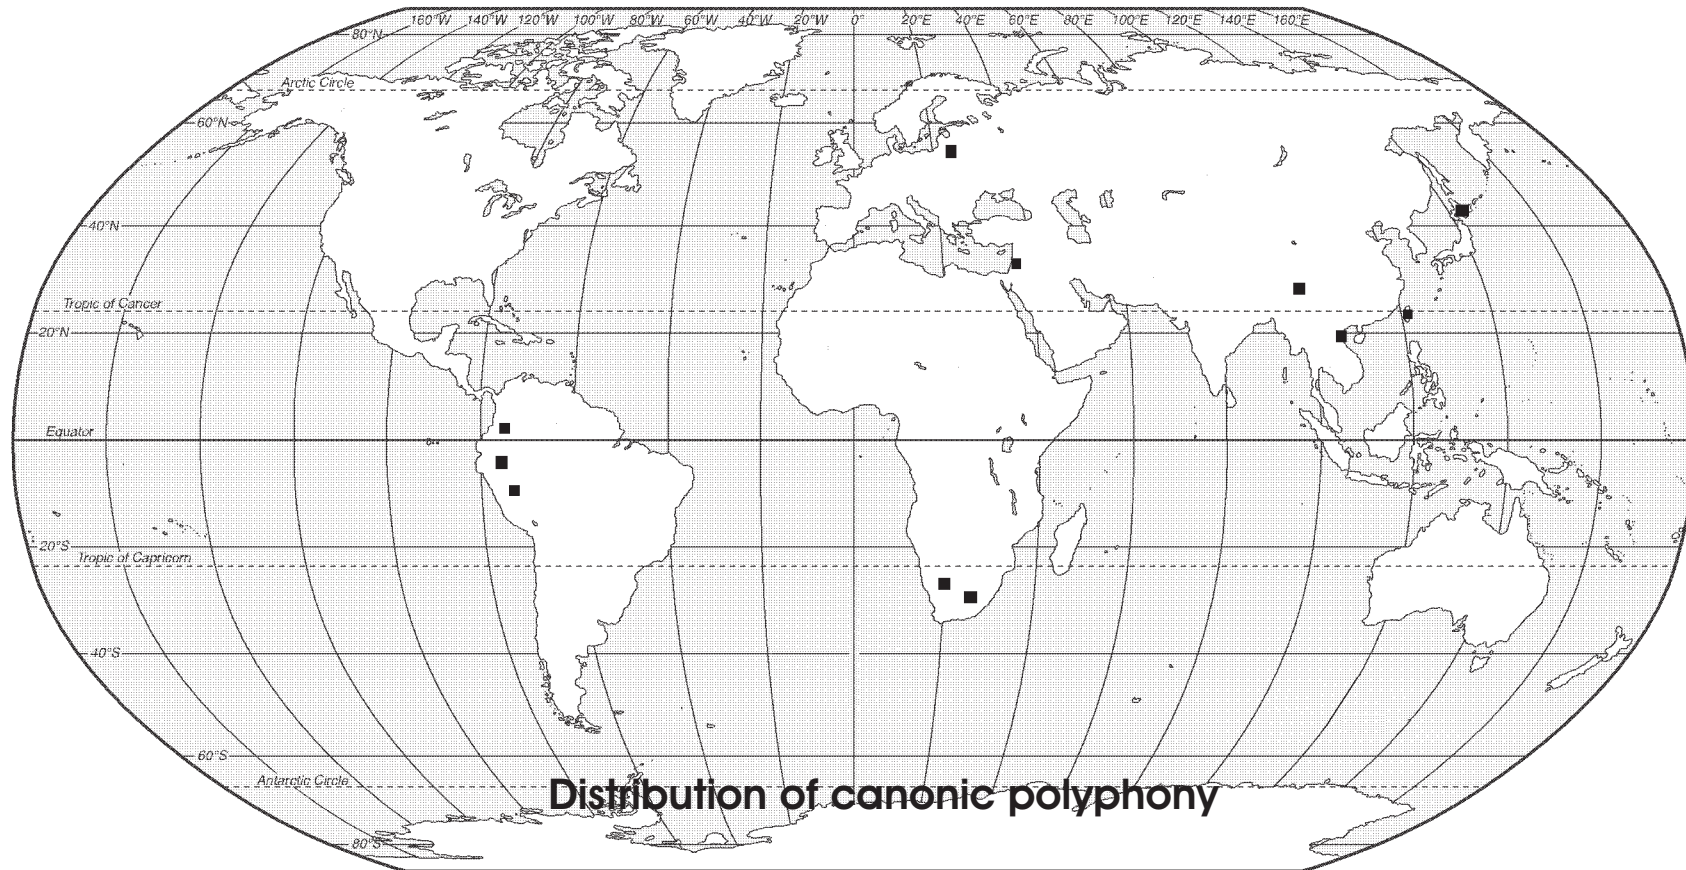 160°W 140°W 120°W 100°W 80°W 60°W 40°W 20°W 0° 20°E 40°E 60°E 80°E 100°E 120°E 140°E 160°E
80°N
Arctic Circle
60°N
40°N
Tropic of Cancer
20°N
Equator
20°S
Tropic of Capricorn
40°S
60°S
Antarctic Circle
Distribution of canonic polyphony
80°S